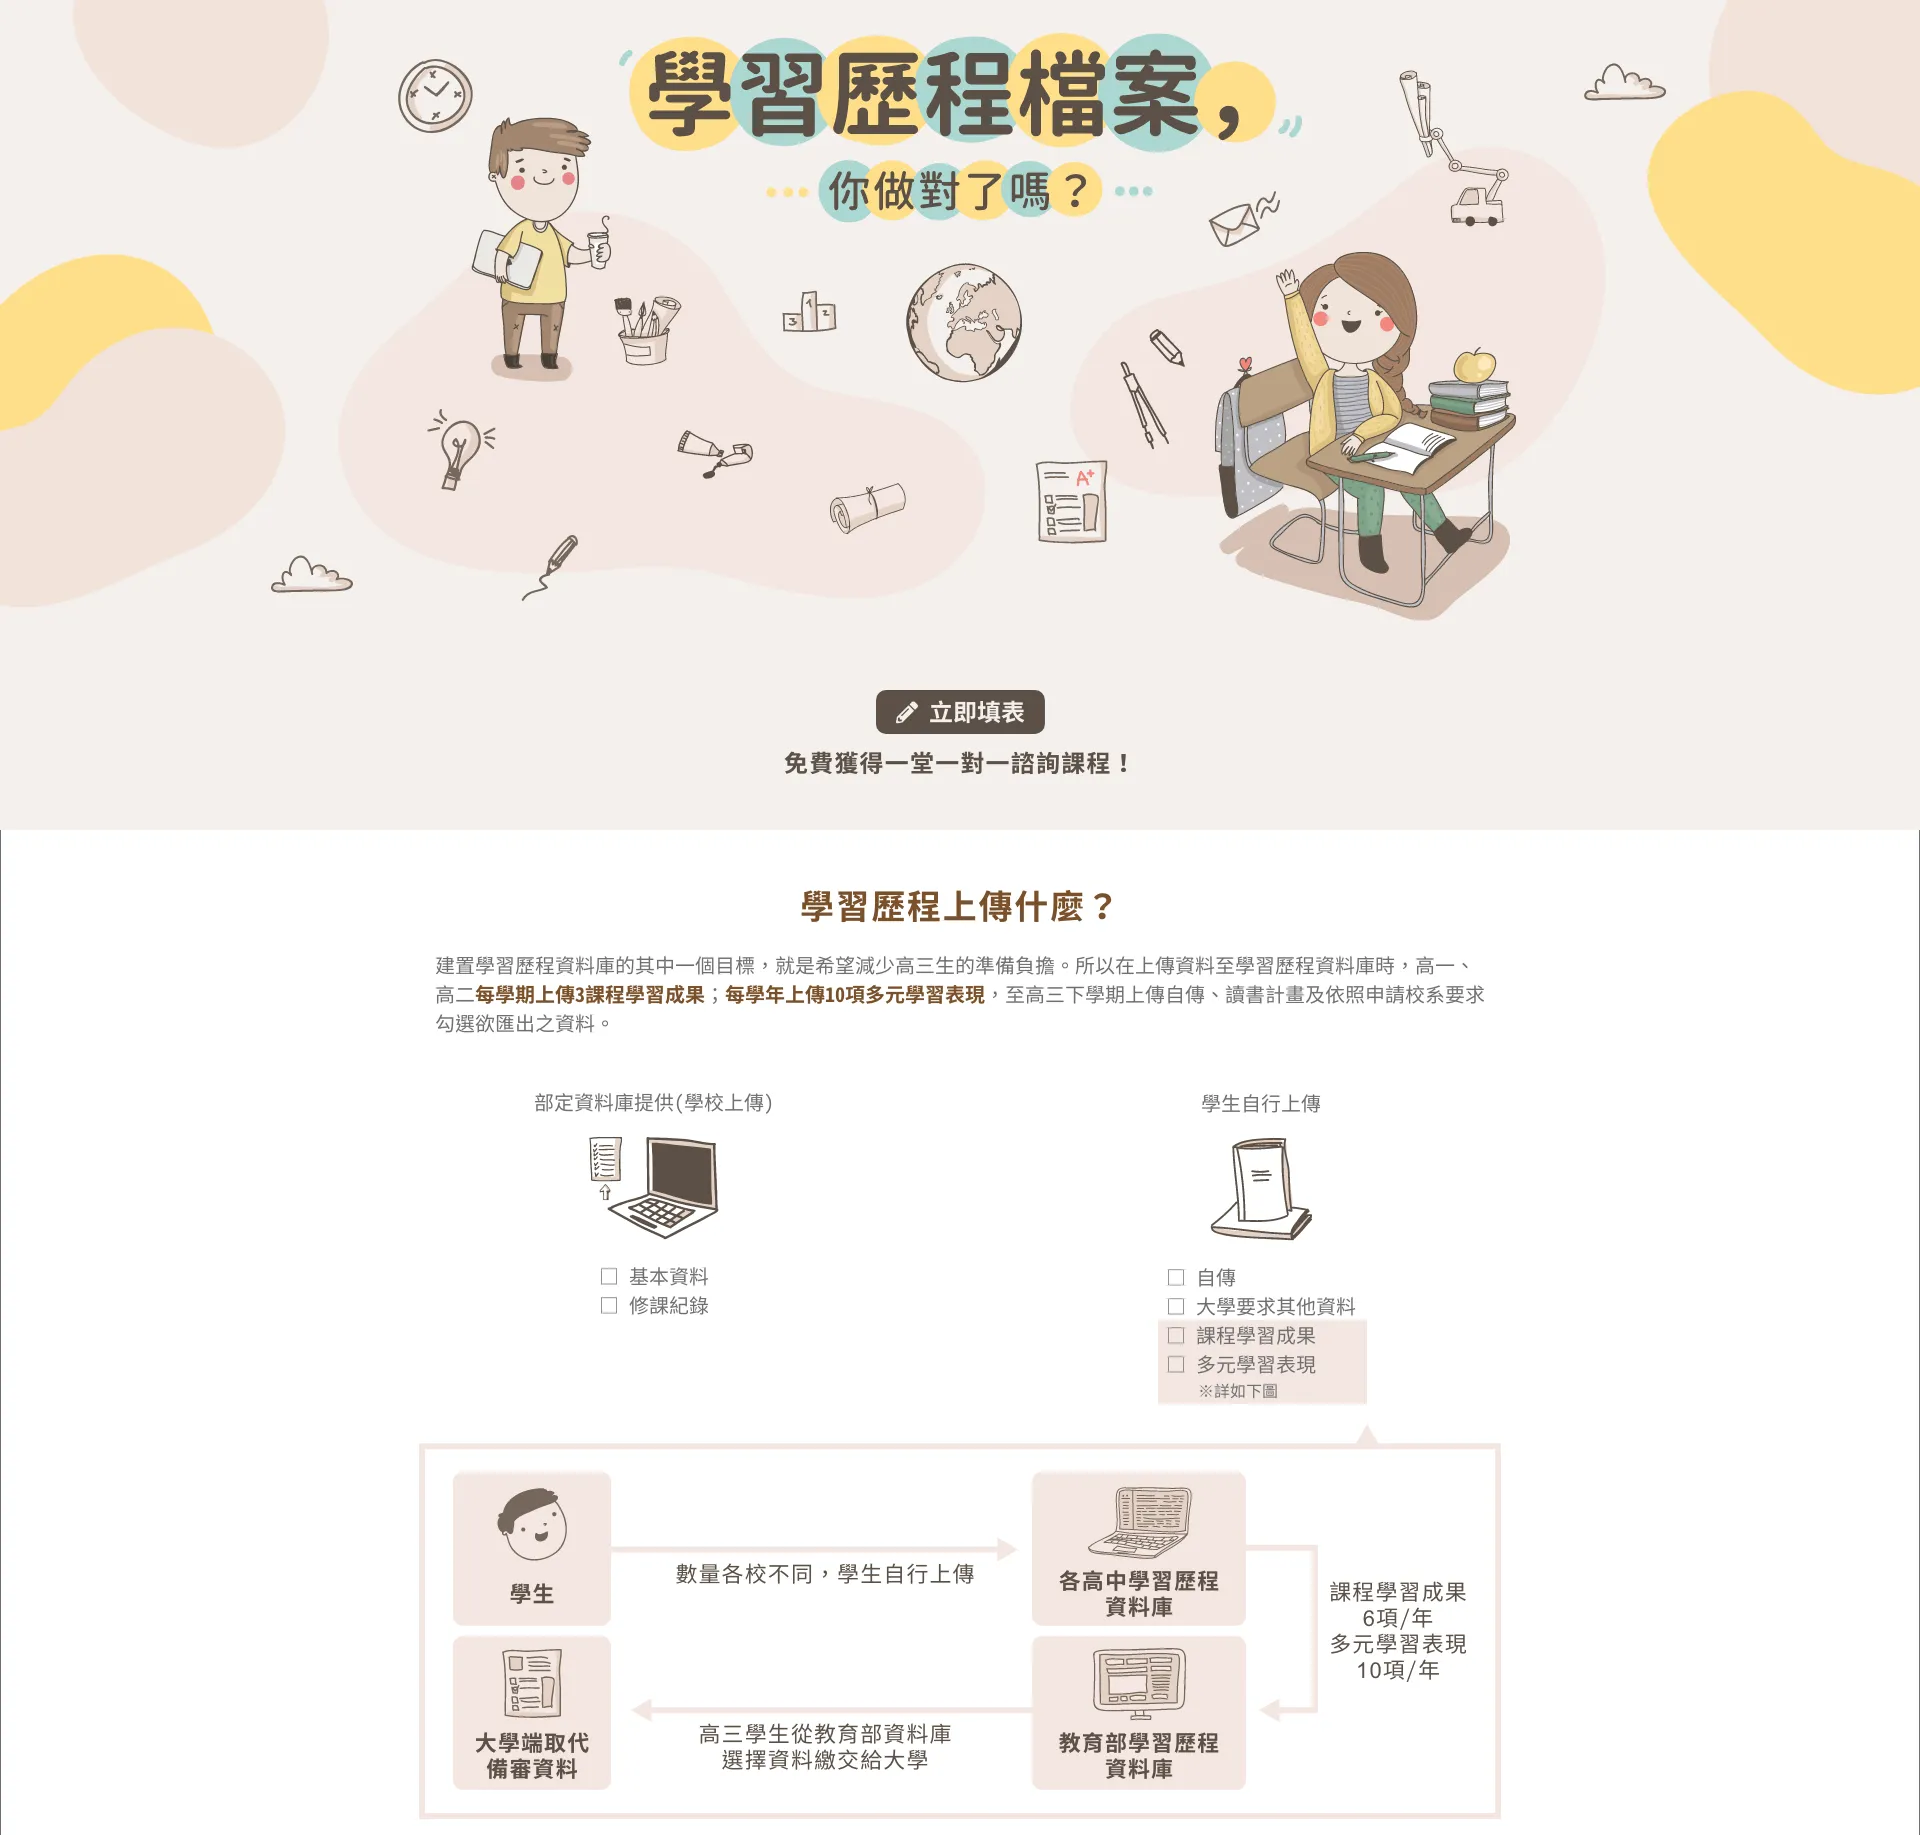 學習歷程檔案，
你做對了嗎？
1
3
2
A+
立即填表
免費獲得一堂一對一諮詢課程！
學習歷程上傳什麼？
建置學習歷程資料庫的其中一個目標，就是希望減少高三生的準備負擔。所以在上傳資料至學習歷程資料庫時，高一、
高二每學期上傳3課程學習成果；每學年上傳10項多元學習表現，至高三下學期上傳自傳、讀書計畫及依照申請校系要求
勾選欲匯出之資料。
部定資料庫提供(學校上傳)
□ 基本資料
□ 修課紀錄
學生自行上傳
□ 自傳
□ 大學要求其他資料
□ 課程學習成果
□ 多元學習表現
※詳如下圖
學生
數量各校不同，學生自行上傳
各高中學習歷程
資料庫
課程學習成果
6項/年
多元學習表現
10項/年
教育部學習歷程
資料庫
高三學生從教育部資料庫
選擇資料繳交給大學
大學端取代
備審資料